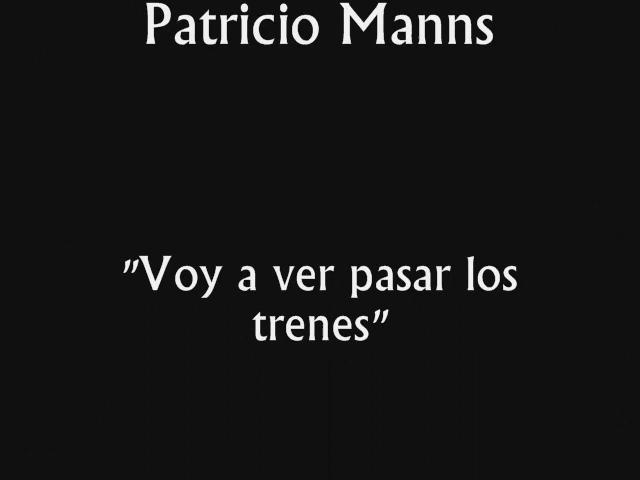 Patricio Manns
"Voy a ver pasar los
trenes"